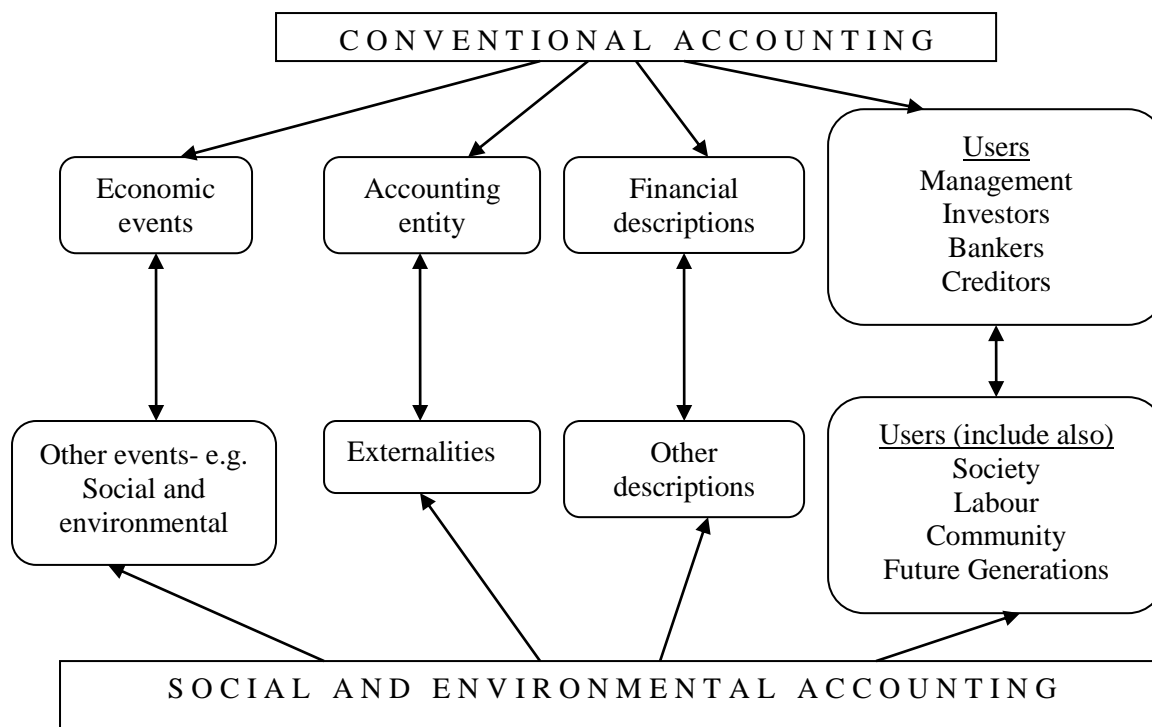 CONVENTIONAL ACCOUNTING
Economic
events
Accounting
entity
Financial
descriptions
Users
Management
Investors
Bankers
Creditors
Other events- e.g.
Social and
environmental
Externalities
Other
descriptions
Users (include also)
Society
Labour
Community
Future Generations
SOCIAL AND ENVIRONMENTAL ACCOUNTING